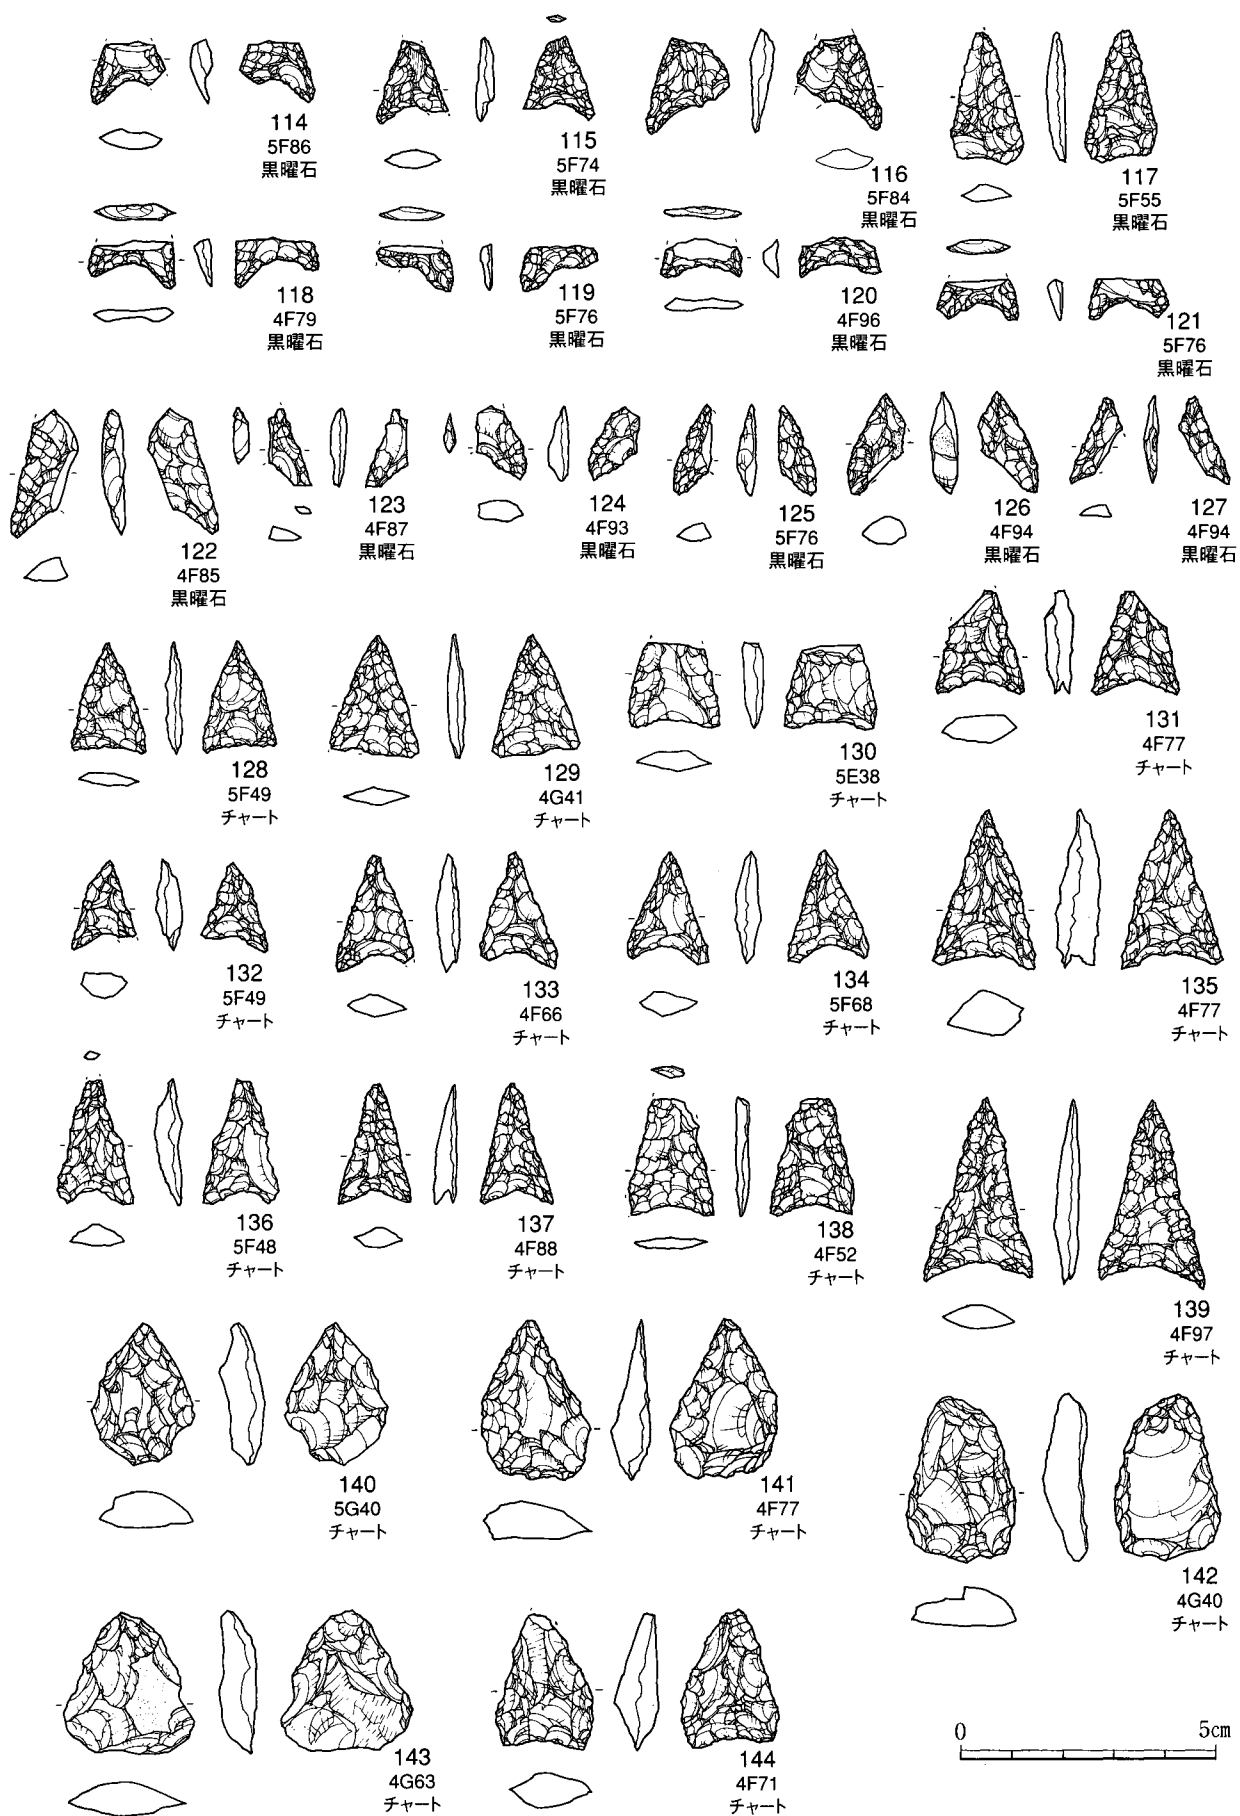 114
5F86
黒曜石
115
5F74
黒曜石
116
5F84
黒曜石
117
5F55
黒曜石
118
4F79
黒曜石
119
5F76
黒曜石
120
4F96
黒曜石
121
5F76
黒曜石
122
4F85
黒曜石
123
4F87
黒曜石
124
4F93
黒曜石
125
5F76
黒曜石
126
4F94
黒曜石
127
4F94
黒曜石
128
5F49
チャート
129
4G41
チャート
130
5E38
チャート
131
4F77
チャート
132
5F49
チャート
133
4F66
チャート
134
5F68
チャート
135
4F77
チャート
136
5F48
チャート
137
4F88
チャート
138
4F52
チャート
139
4F97
チャート
140
5G40
チャート
141
4F77
チャート
142
4G40
チャート
143
4G63
チャート
144
4F71
チャート
0 5cm